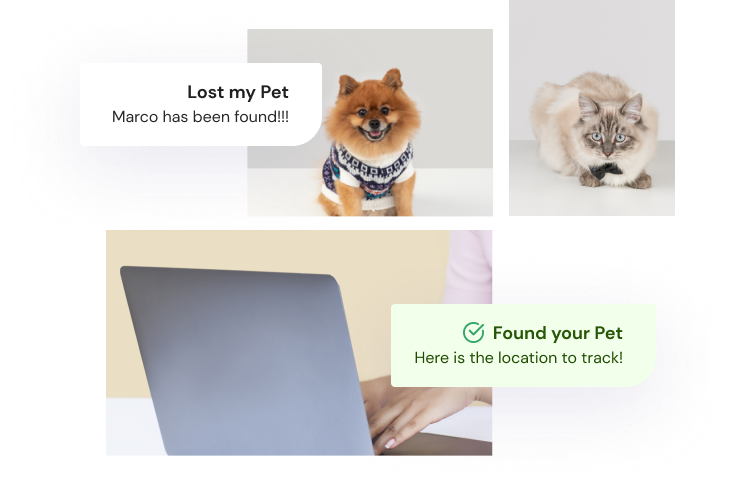 Lost my Pet
Marco has been found!!!
Found your Pet
Here is the location to track!